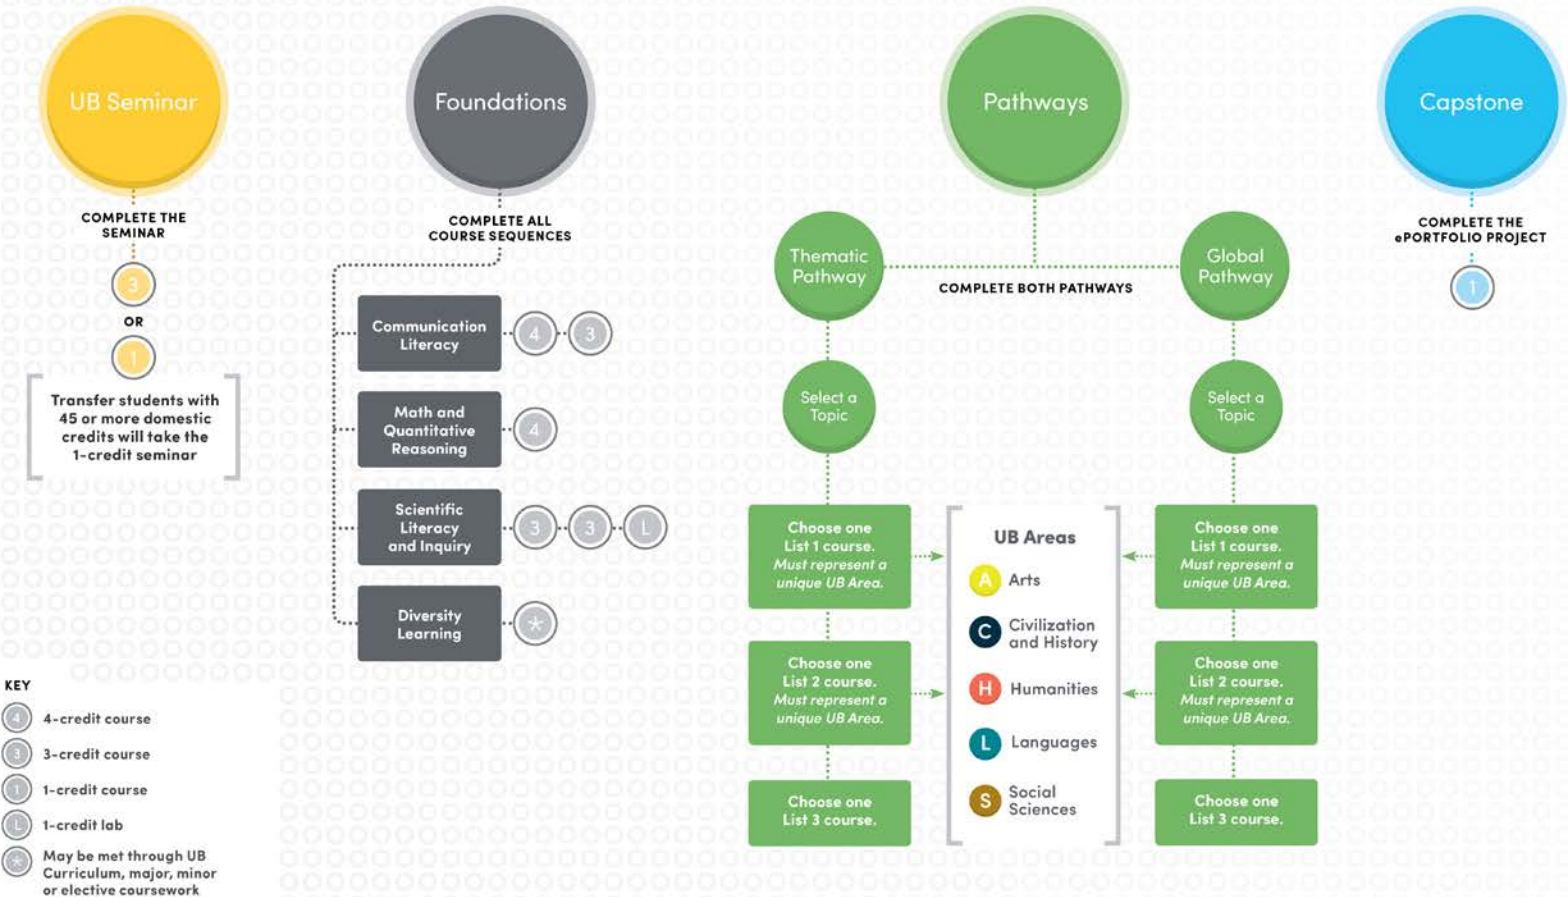 UB Seminar
COMPLETE THE
SEMINAR
3
OR
1
Transfer students with
45 or more domestic
credits will take the
1-credit seminar
Foundations
COMPLETE ALL
COURSE SEQUENCES
Communication
Literacy
4
3
Math and
Quantitative
Reasoning
4
Scientific
Literacy
and Inquiry
3
3
L
Diversity
Learning
*
Pathways
COMPLETE BOTH PATHWAYS
Thematic
Pathway
Select a
Topic
Choose one
List 1 course.
Must represent a
unique UB Area.
Choose one
List 2 course.
Must represent a
unique UB Area.
Choose one
List 3 course.
UB Areas
A Arts
C Civilization
and History
H Humanities
L Languages
S Social
Sciences
Global
Pathway
Select a
Topic
Choose one
List 1 course.
Must represent a
unique UB Area.
Choose one
List 2 course.
Must represent a
unique UB Area.
Choose one
List 3 course.
Capstone
COMPLETE THE
ePORTFOLIO PROJECT
1
KEY
4 4-credit course
3 3-credit course
1 1-credit course
L 1-credit lab
* May be met through UB
Curriculum, major, minor
or elective coursework